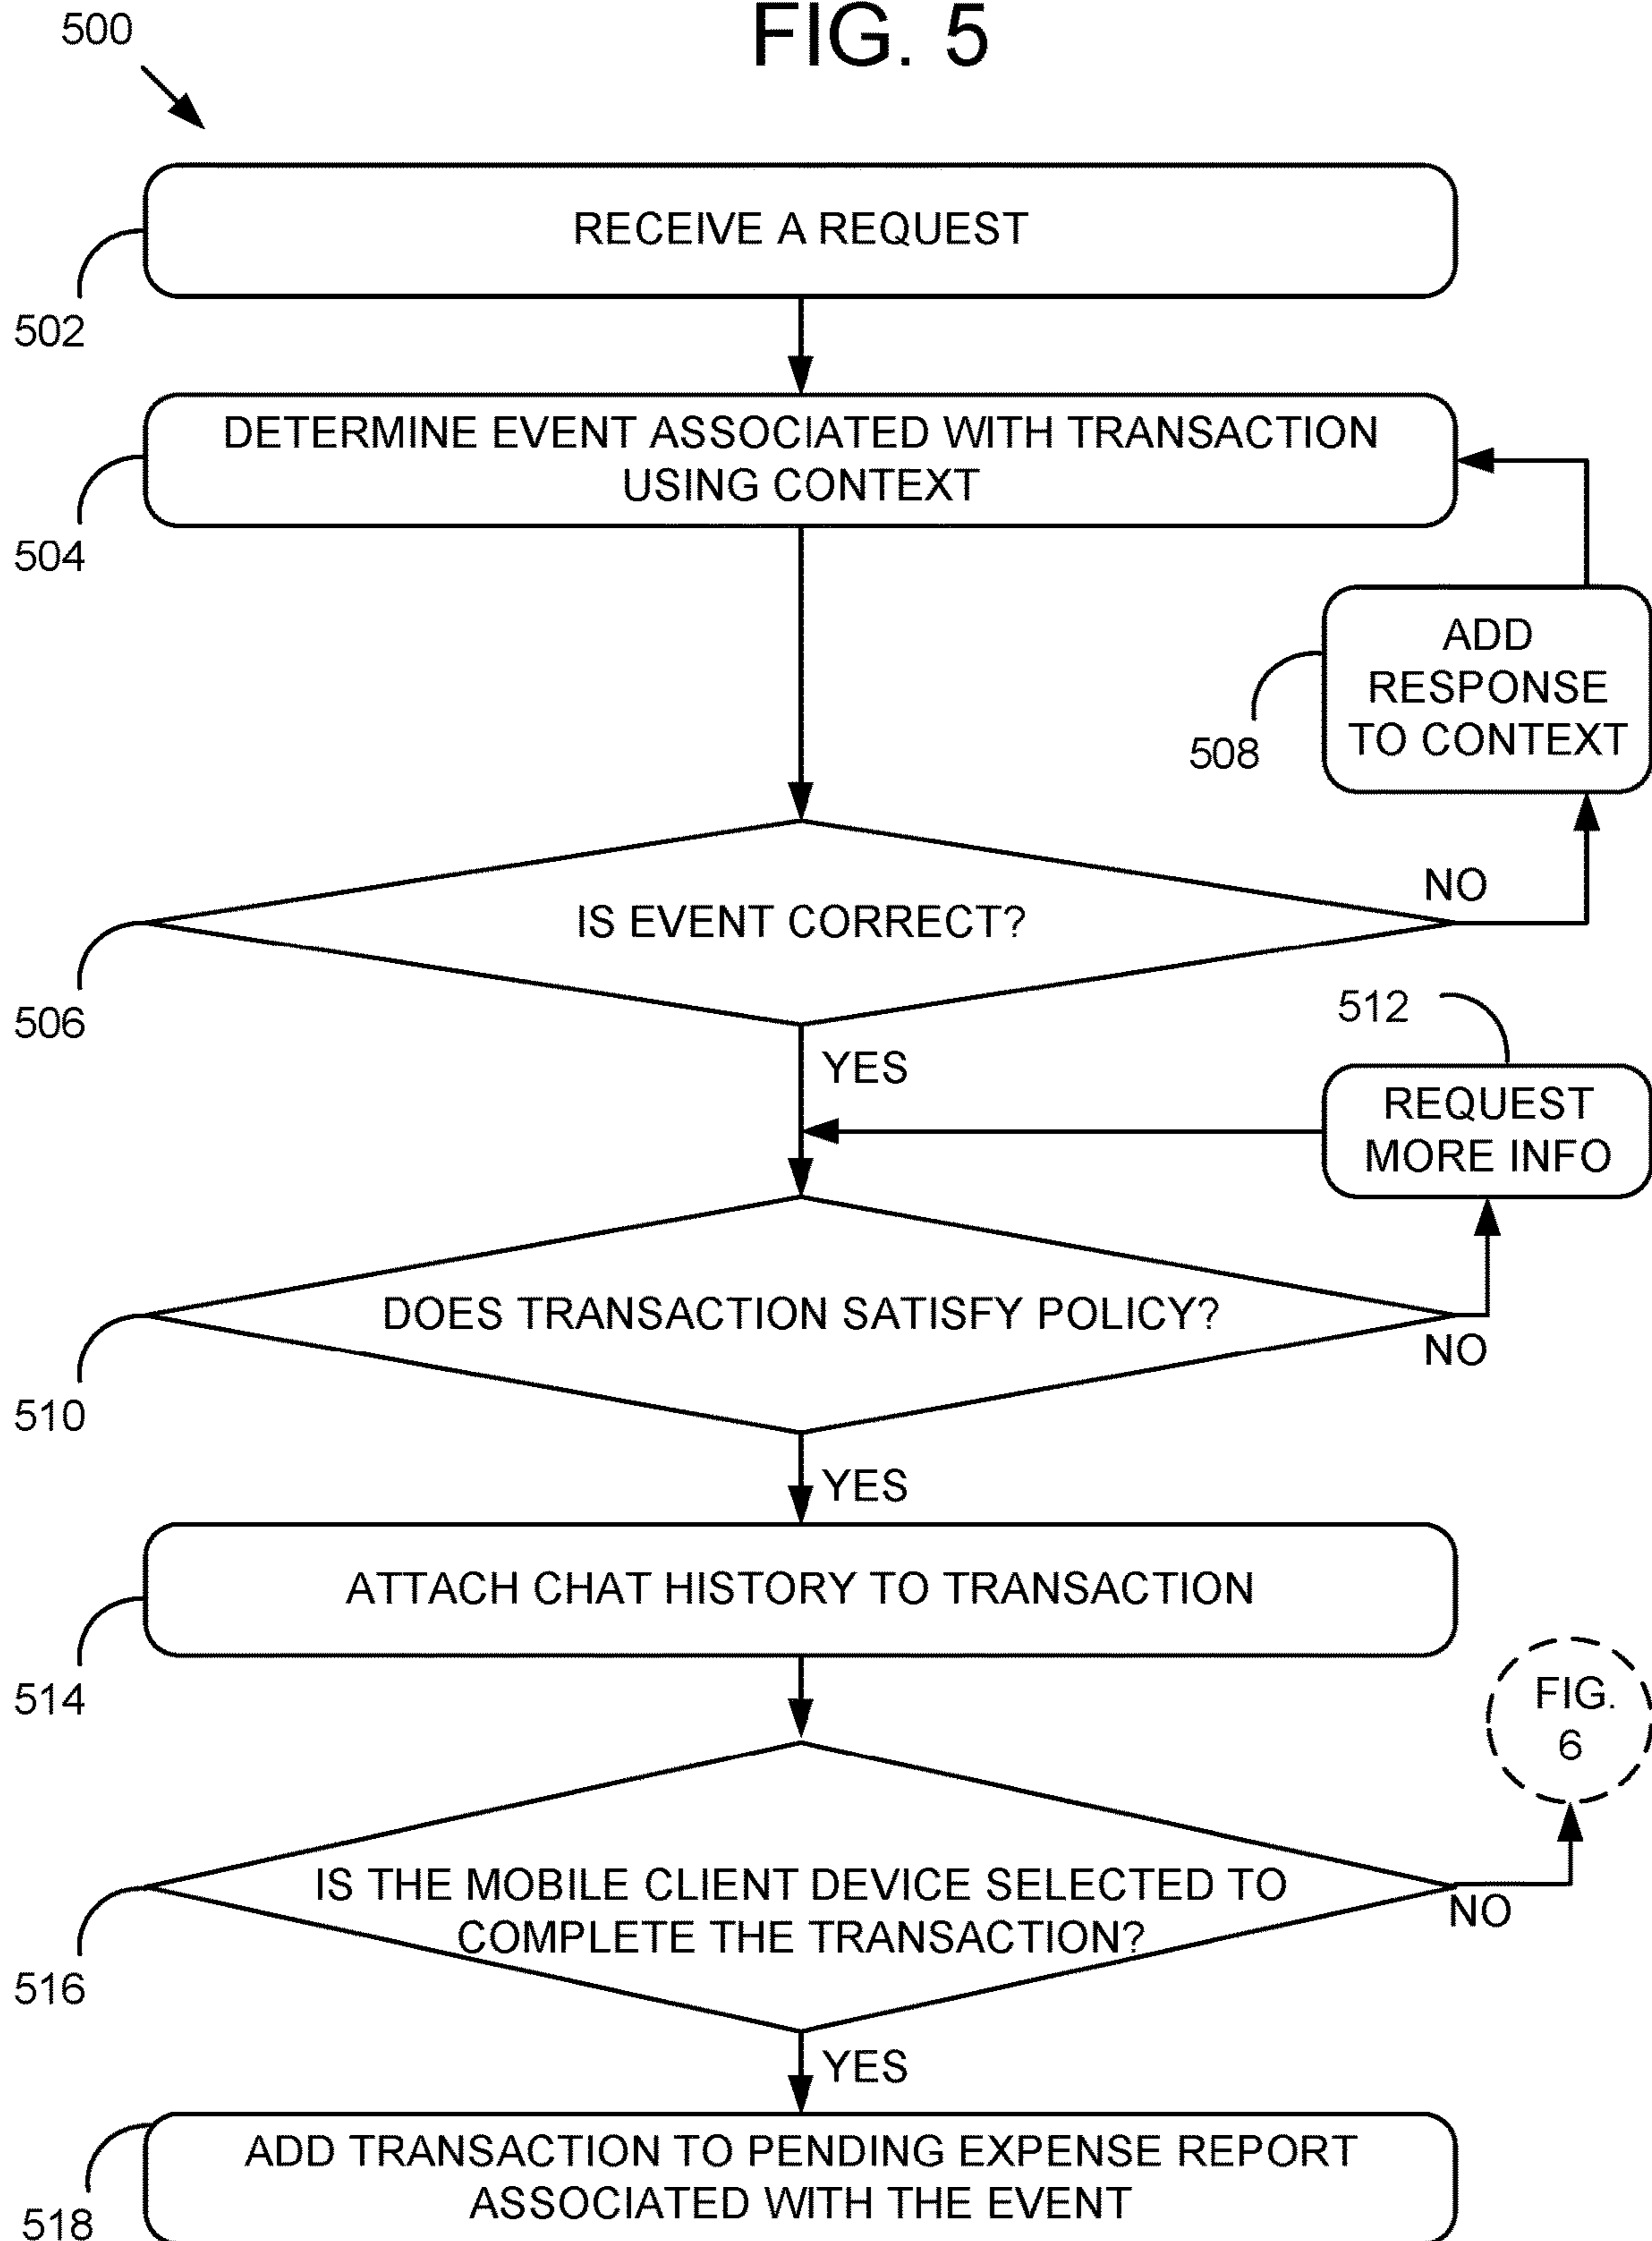 FIG. 5
500
RECEIVE A REQUEST
502
DETERMINE EVENT ASSOCIATED WITH TRANSACTION
USING CONTEXT
504
ADD
RESPONSE
TO CONTEXT
508
NO
IS EVENT CORRECT?
506
512
YES
REQUEST
MORE INFO
DOES TRANSACTION SATISFY POLICY?
NO
510
YES
ATTACH CHAT HISTORY TO TRANSACTION
514
FIG.
6
IS THE MOBILE CLIENT DEVICE SELECTED TO
COMPLETE THE TRANSACTION?
NO
516
YES
ADD TRANSACTION TO PENDING EXPENSE REPORT
ASSOCIATED WITH THE EVENT
518